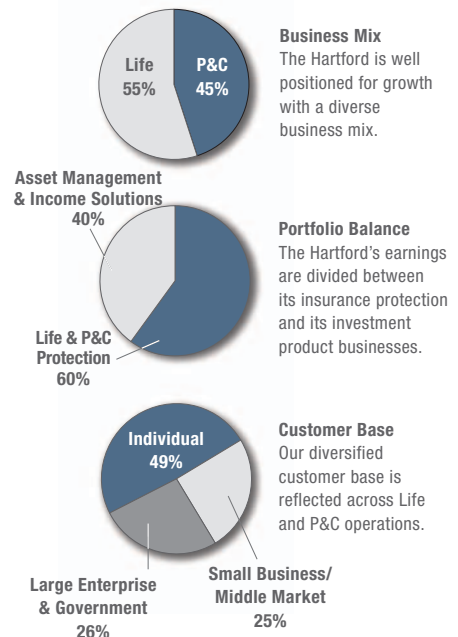 Life
55%
P&C
45%
Business Mix
The Hartford is well
positioned for growth
with a diverse
business mix.
Asset Management
& Income Solutions
40%
Life & P&C
Protection
60%
Portfolio Balance
The Hartford’s earnings
are divided between
its insurance protection
and its investment
product businesses.
Individual
49%
Large Enterprise
& Government
26%
Small Business/
Middle Market
25%
Customer Base
Our diversified
customer base is
reflected across Life
and P&C operations.